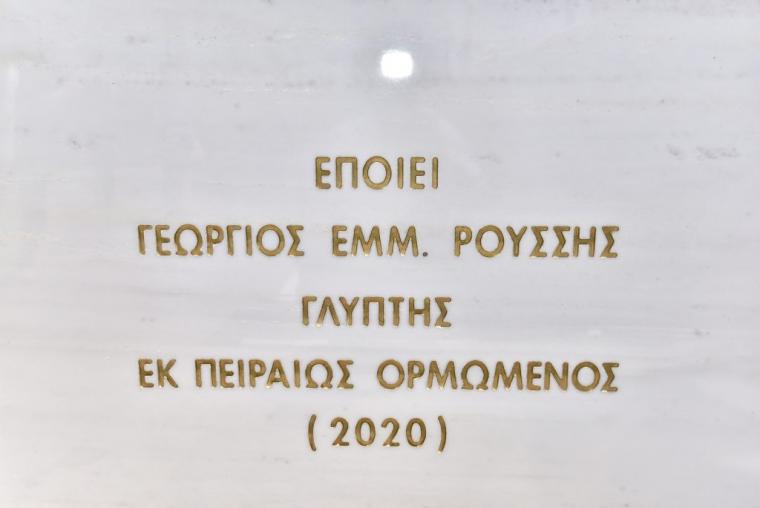 ΕΠΟΙΕΙ
ΓΕΩΡΓΙΟΣ ΕΜΜ. ΡΟΥΣΣΗΣ
ΓΛΥΠΤΗΣ
ΕΚ ΠΕΙΡΑΙΩΣ ΟΡΜΩΜΕΝΟΣ
(2020)